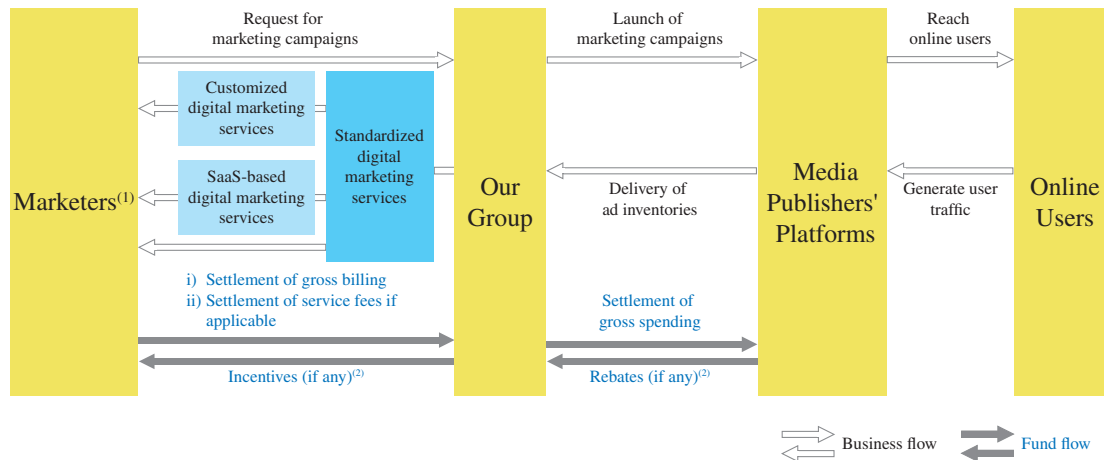 Request for
marketing campaigns
Launch of
marketing campaigns
Reach
online users
Customized
digital marketing
services
SaaS-based
digital marketing
services
Standardized
digital
marketing
services
Marketers(1)
Our
Group
Delivery of
ad inventories
Media
Publishers'
Platforms
Generate user
traffic
Online
Users
i) Settlement of gross billing
ii) Settlement of service fees if
applicable
Settlement of
gross spending
Incentives (if any)(2)
Rebates (if any)(2)
Business flow
Fund flow